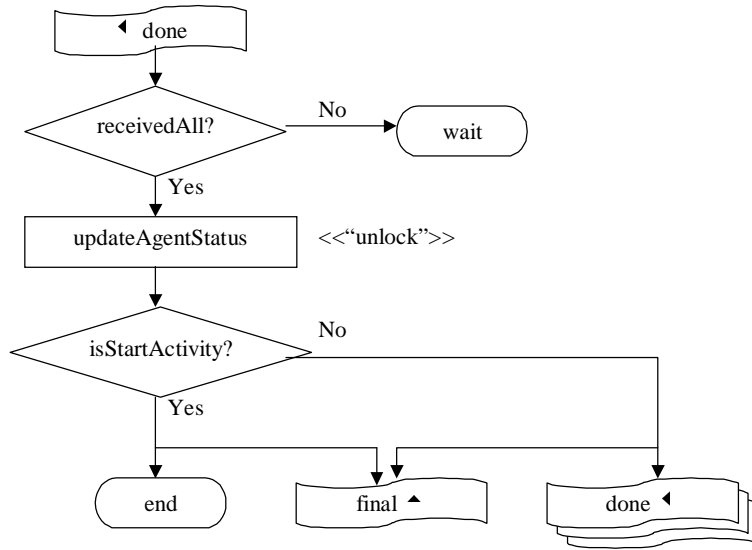 done
receivedAll?
No
wait
Yes
updateAgentStatus
<<“unlock”>>
isStartActivity?
No
Yes
end
final
done